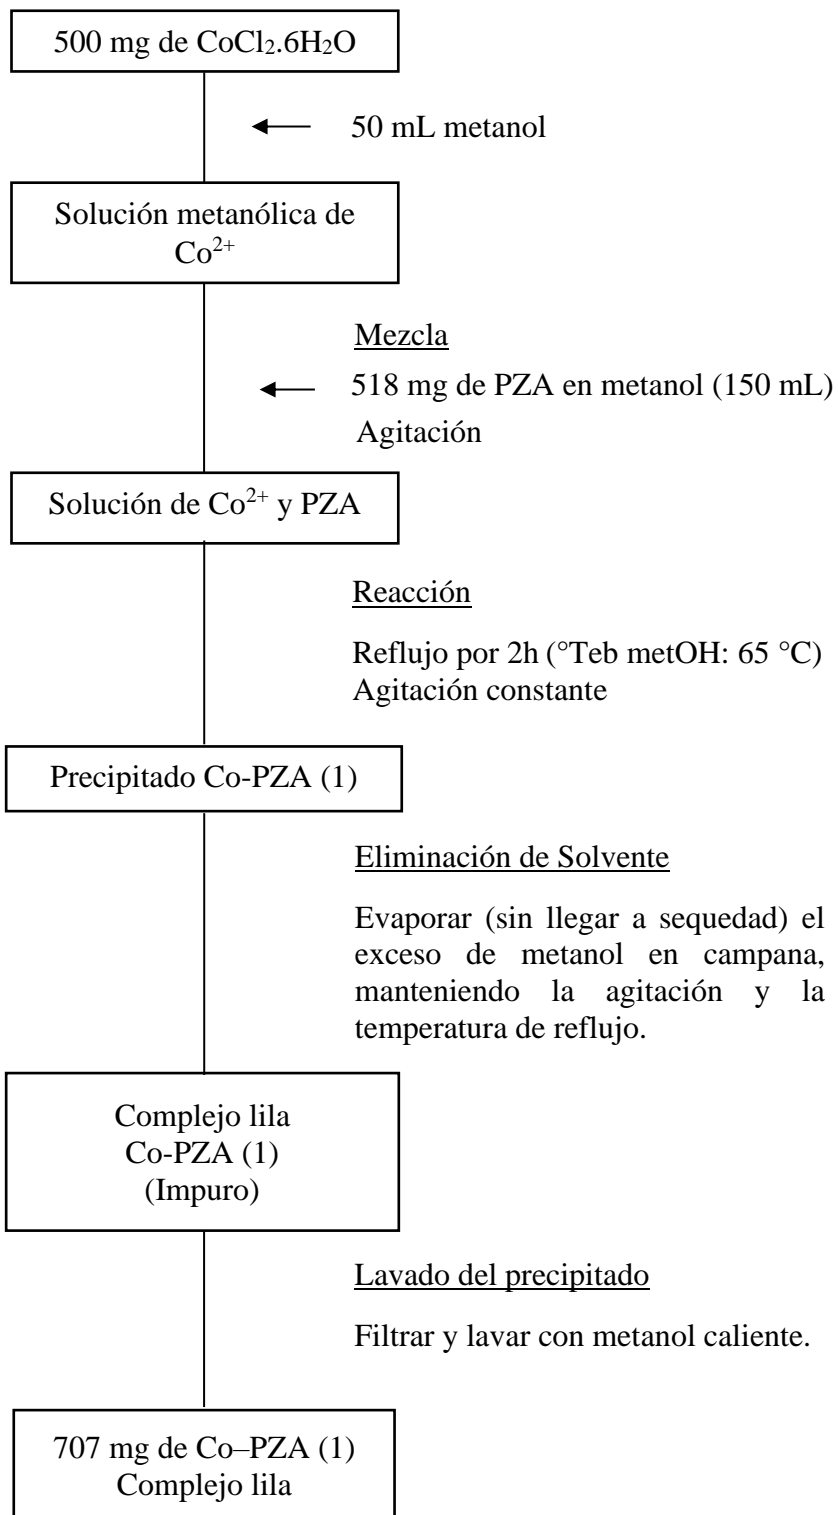 500 mg de CoCl₂.6H₂O
50 mL metanol
Solución metanólica de
Co²⁺
Mezcla
518 mg de PZA en metanol (150 mL)
Agitación
Solución de Co²⁺ y PZA
Reacción
Reflujo por 2h (°Teb metOH: 65 °C)
Agitación constante
Precipitado Co-PZA (1)
Eliminación de Solvente
Evaporar (sin llegar a sequedad) el
exceso de metanol en campana,
manteniendo la agitación y la
temperatura de reflujo.
Complejo lila
Co-PZA (1)
(Impuro)
Lavado del precipitado
Filtrar y lavar con metanol caliente.
707 mg de Co–PZA (1)
Complejo lila